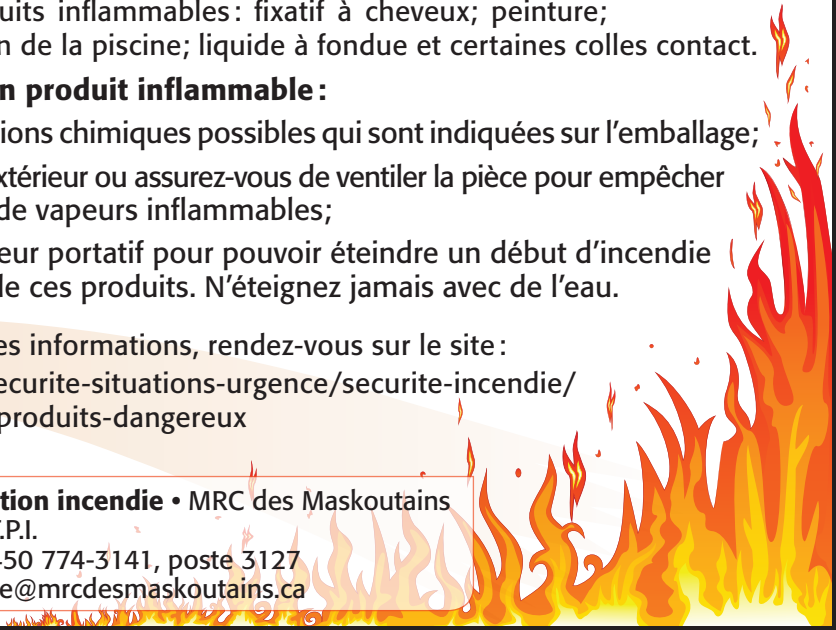 uits inflammables : fixatif à cheveux; peinture;
n de la piscine; liquide à fondue et certaines colles contact.
n produit inflammable :
tions chimiques possibles qui sont indiquées sur l’emballage;
xtérieur ou assurez-vous de ventiler la pièce pour empêcher
de vapeurs inflammables;
eur portatif pour pouvoir éteindre un début d’incendie
le ces produits. N’éteignez jamais avec de l’eau.
es informations, rendez-vous sur le site :
ecurite-situations-urgence/securite-incendie/
produits-dangereux
tion incendie • MRC des Maskoutains
.P.I.
50 774-3141, poste 3127
e@mrcdesmaskoutains.ca